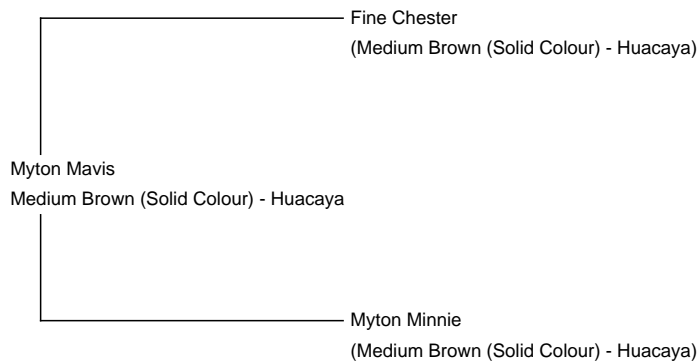 Fine Chester
(Medium Brown (Solid Colour) - Huacaya)
Myton Mavis
Medium Brown (Solid Colour) - Huacaya
Myton Minnie
(Medium Brown (Solid Colour) - Huacaya)